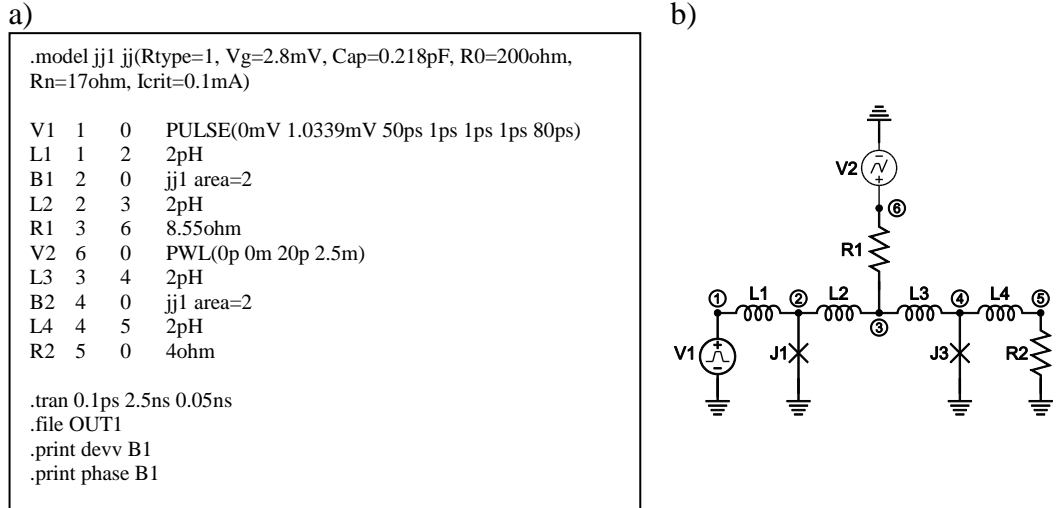 a)
.model jj1 jj(Rtype=1, Vg=2.8mV, Cap=0.218pF, R0=200ohm,
Rn=17ohm, Icrit=0.1mA)
V1 1 0 PULSE(0mV 1.0339mV 50ps 1ps 1ps 1ps 80ps)
L1 1 2 2pH
B1 2 0 jj1 area=2
L2 2 3 2pH
R1 3 6 8.55ohm
V2 6 0 PWL(0p 0m 20p 2.5m)
L3 3 4 2pH
B2 4 0 jj1 area=2
L4 4 5 2pH
R2 5 0 4ohm
.tran 0.1ps 2.5ns 0.05ns
.file OUT1
.print devv B1
.print phase B1
b)
V2
6
R1
1 L1 2 L2 L3 4 L4 5
3
V1 J1 J3 R2